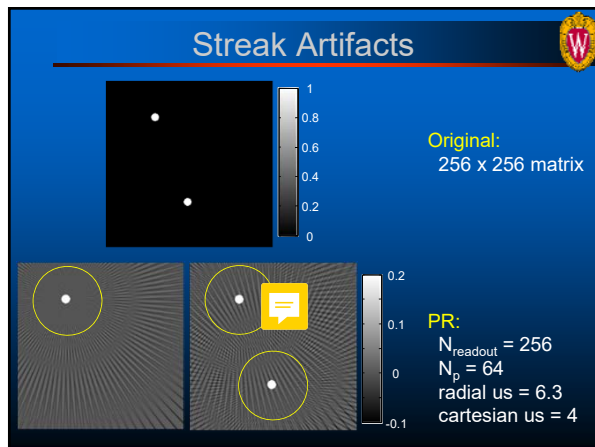 Streak Artifacts
W
1
0.8
0.6
0.4
0.2
0
Original:
256 x 256 matrix
0.2
0.1
0
-0.1
PR:
N_readout = 256
N_p = 64
radial us = 6.3
cartesian us = 4